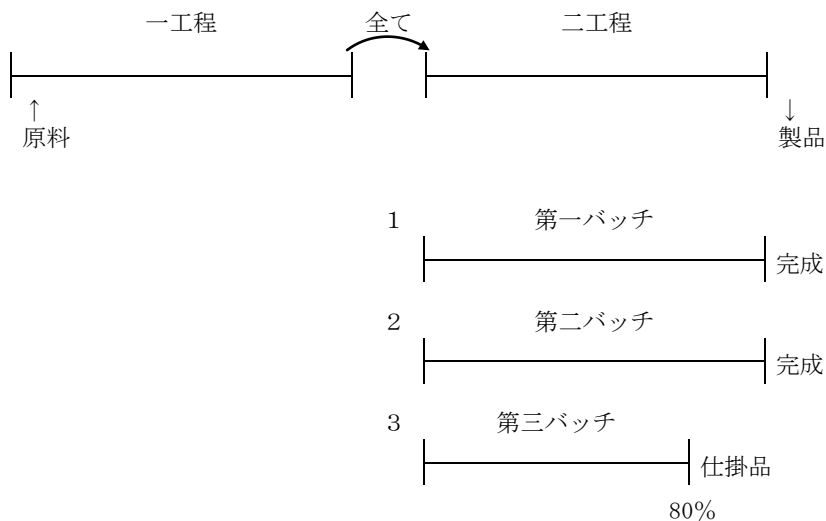 一工程 全て 二工程
↑ ↓
原料 製品
1 第一バッチ
完成
2 第二バッチ
完成
3 第三バッチ
仕掛品
80%